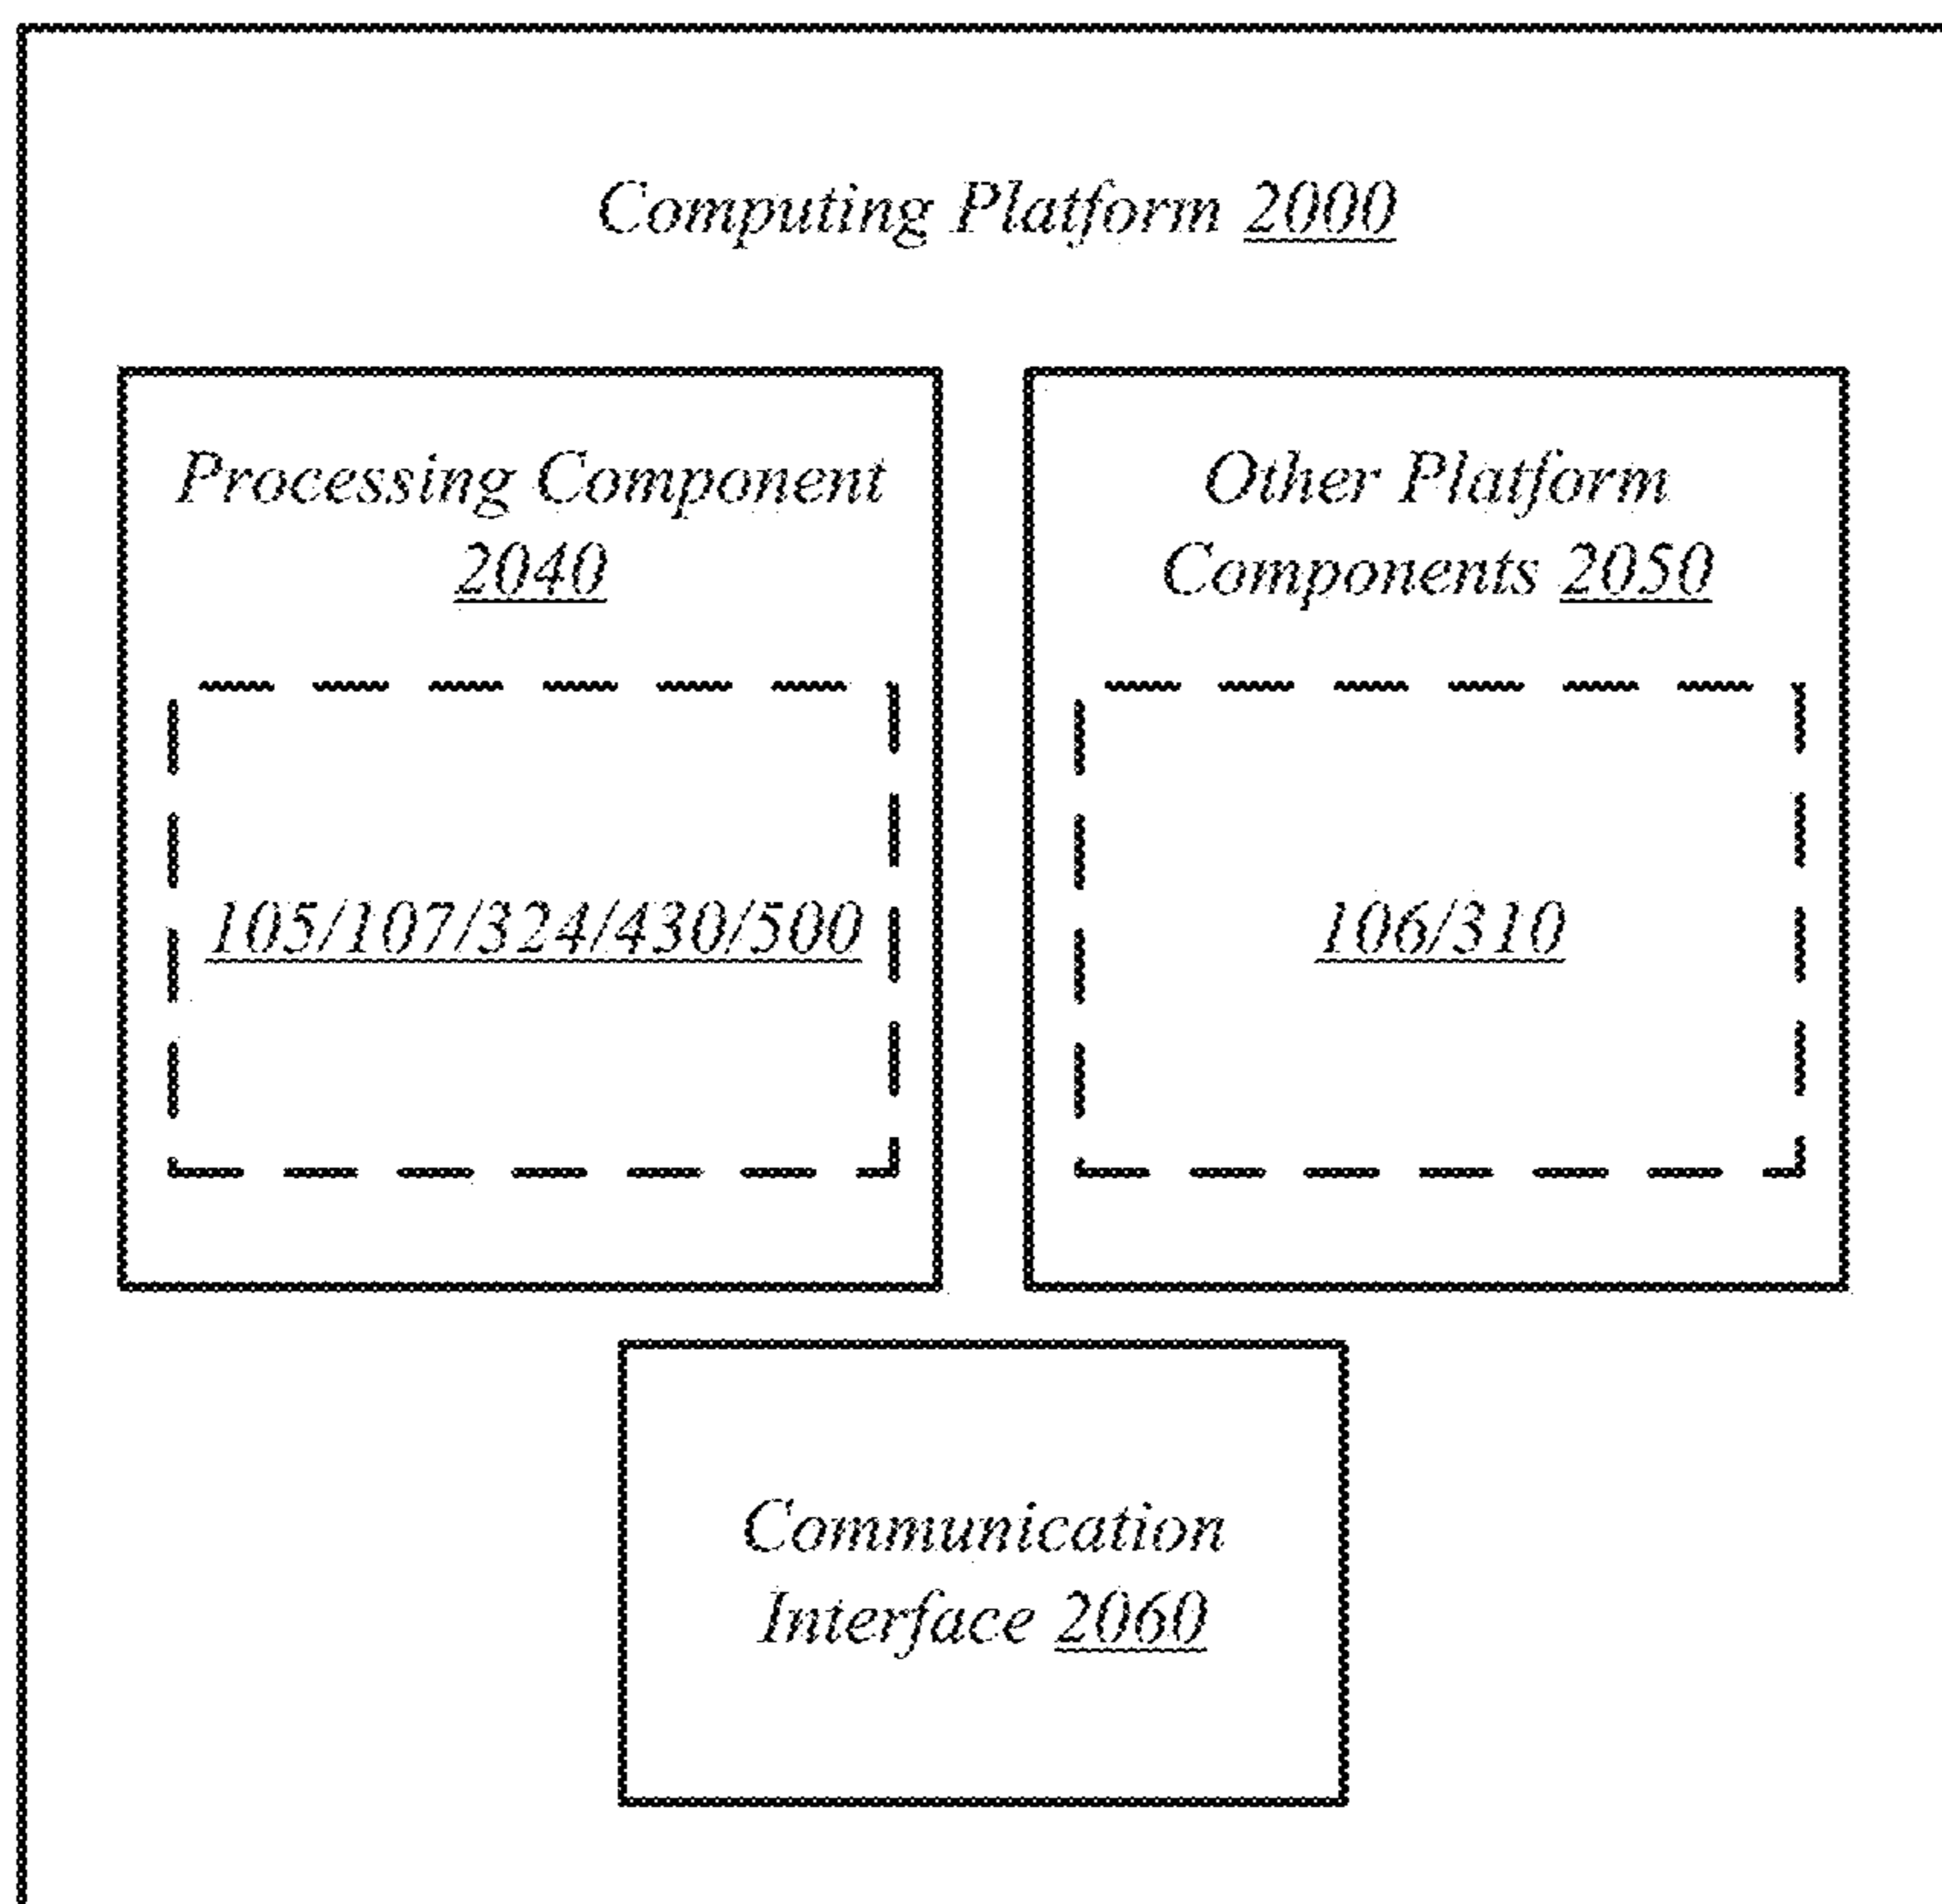 Computing Platform 2000
Processing Component
2040
105/107/324/430/500
Other Platform
Components 2050
106/310
Communication
Interface 2060